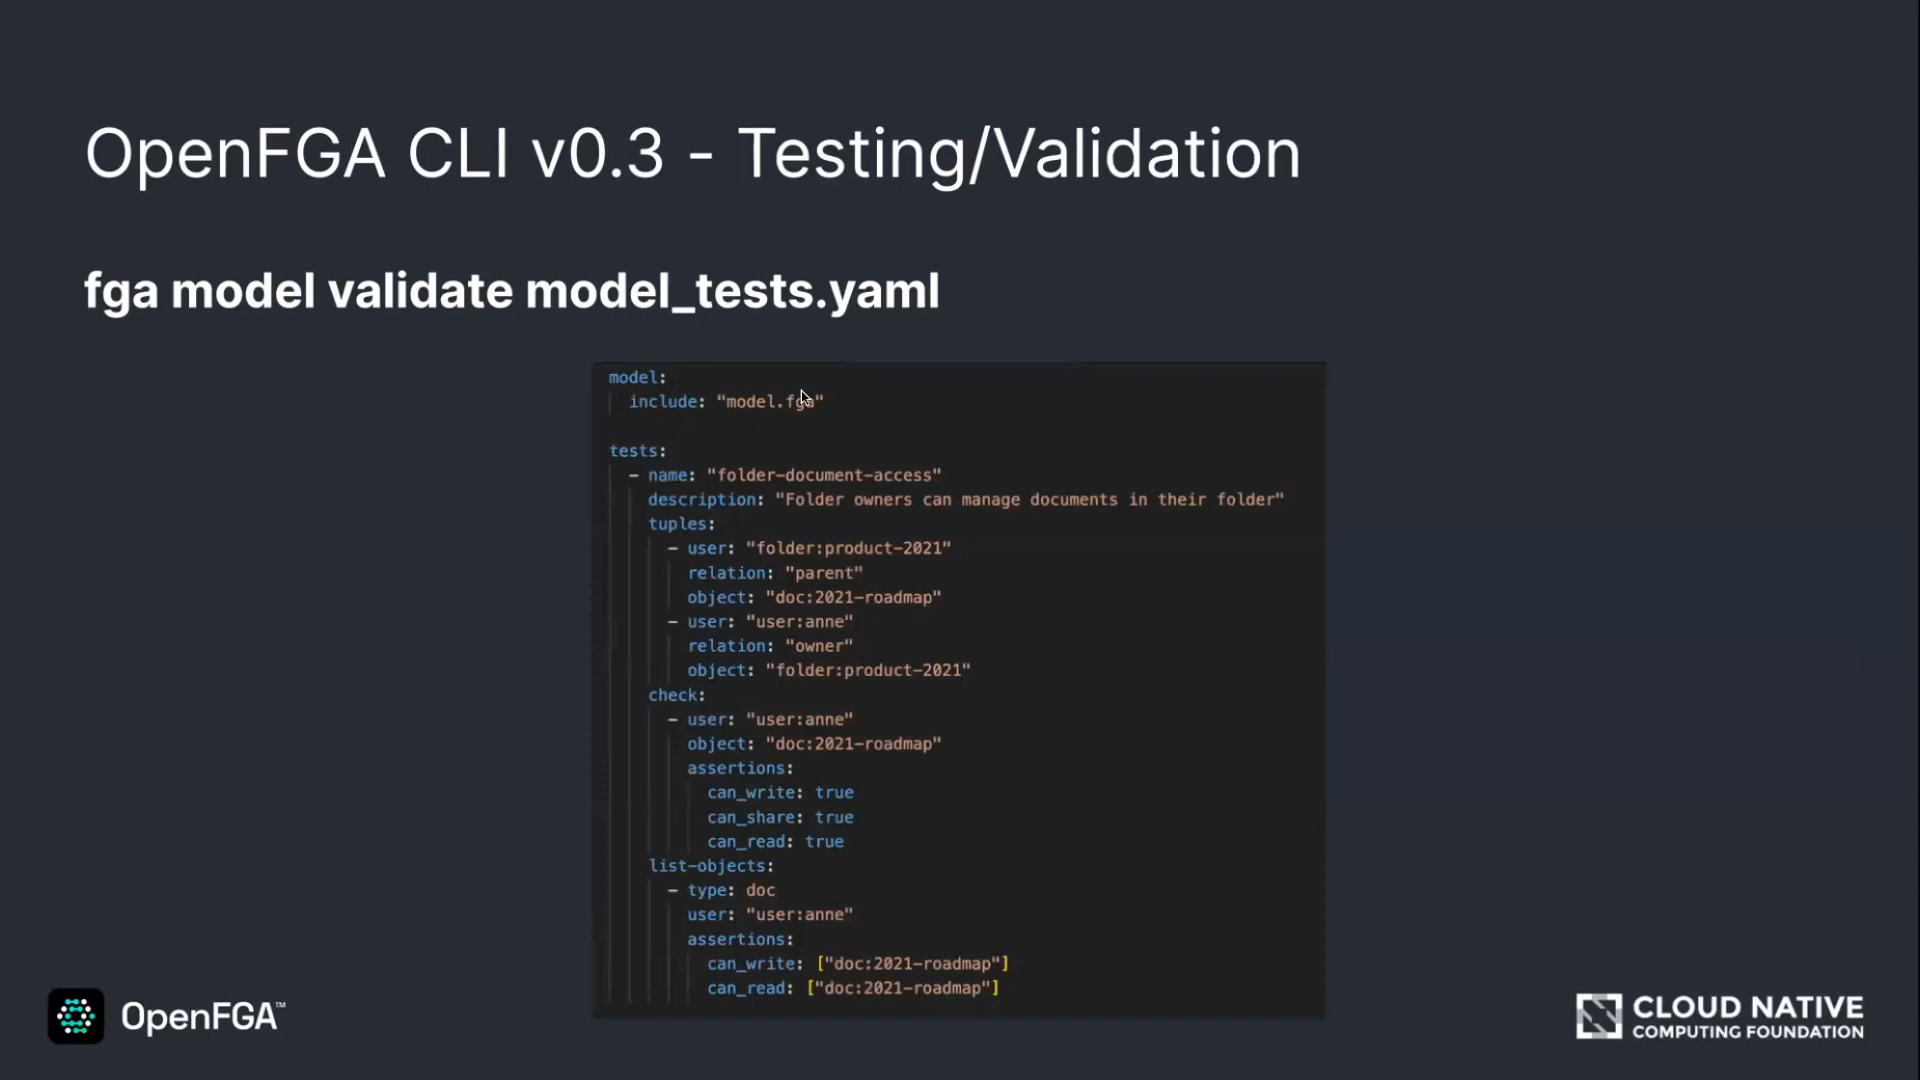 OpenFGA CLI v0.3 - Testing/Validation
fga model validate model_tests.yaml
model:
  include: "model.fga"
tests:
  - name: "folder-document-access"
    description: "Folder owners can manage documents in their folder"
    tuples:
      - user: "folder:product-2021"
        relation: "parent"
        object: "doc:2021-roadmap"
      - user: "user:anne"
        relation: "owner"
        object: "folder:product-2021"
    check:
      - user: "user:anne"
        object: "doc:2021-roadmap"
        assertions:
          can_write: true
          can_share: true
          can_read: true
    list-objects:
      - type: doc
        user: "user:anne"
        assertions:
          can_write: ["doc:2021-roadmap"]
          can_read: ["doc:2021-roadmap"]
OpenFGA™
CLOUD NATIVE
COMPUTING FOUNDATION